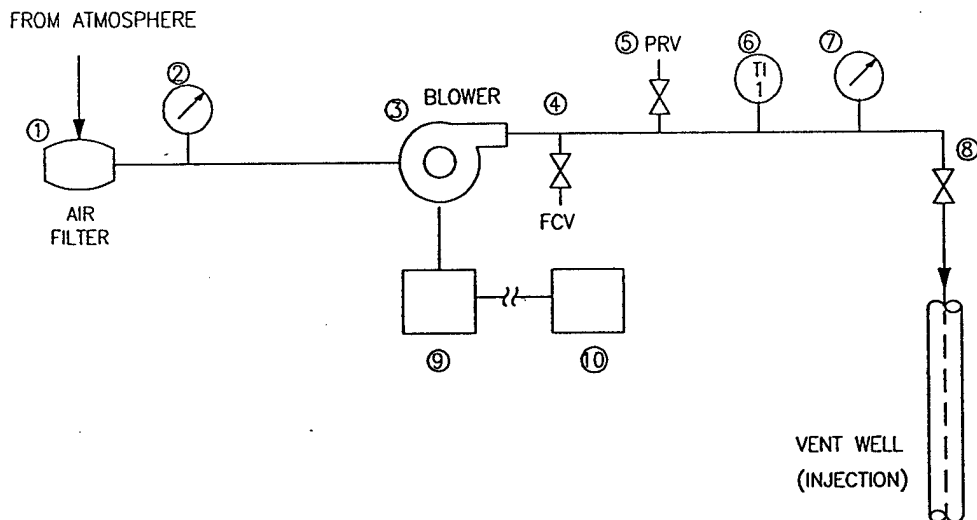 FROM ATMOSPHERE
①
AIR
FILTER
②
③ BLOWER
④
FCV
⑤ PRV
⑥
TI
1
⑦
⑧
⑨
⑩
VENT WELL
(INJECTION)